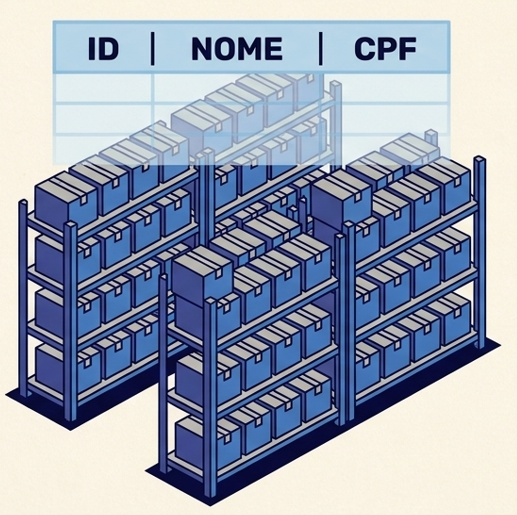 ID | NOME | CPF